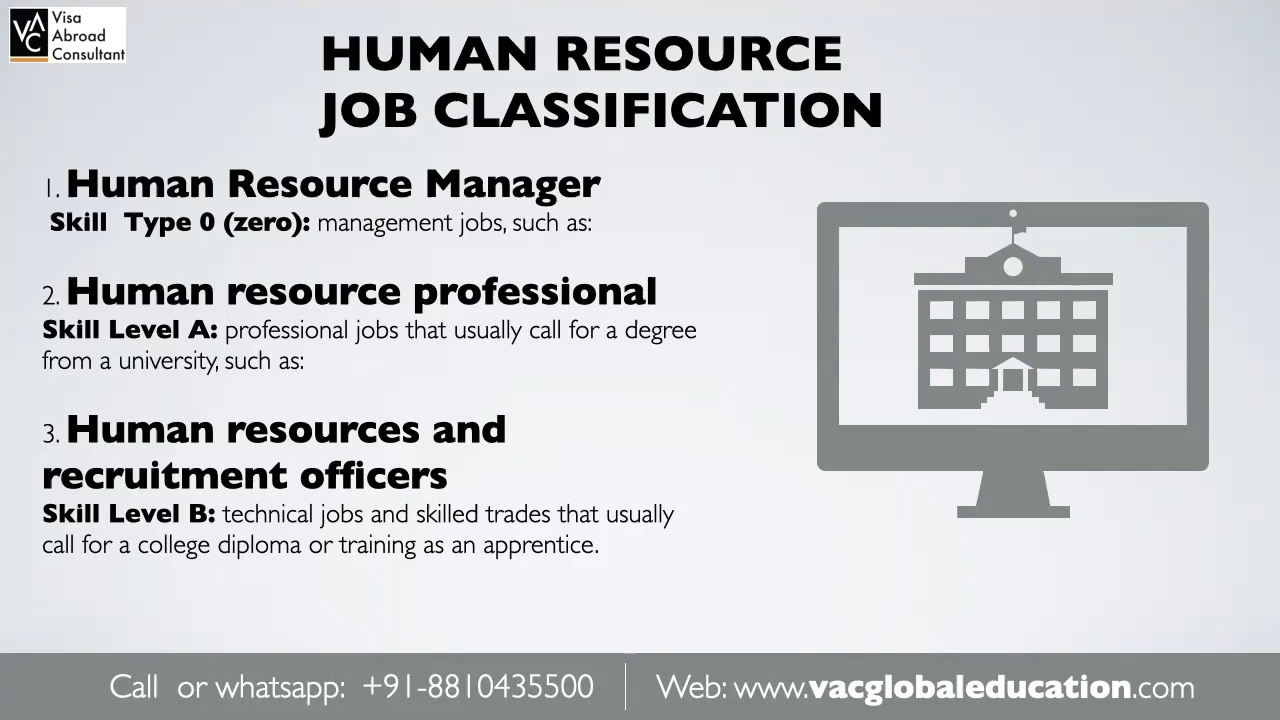 VAC
Visa
Abroad
Consultant
HUMAN RESOURCE
JOB CLASSIFICATION
1. Human Resource Manager
Skill Type 0 (zero): management jobs, such as:
2. Human resource professional
Skill Level A: professional jobs that usually call for a degree
from a university, such as:
3. Human resources and
recruitment officers
Skill Level B: technical jobs and skilled trades that usually
call for a college diploma or training as an apprentice.
Call or whatsapp: +91-8810435500
Web: www.vacglobaleducation.com